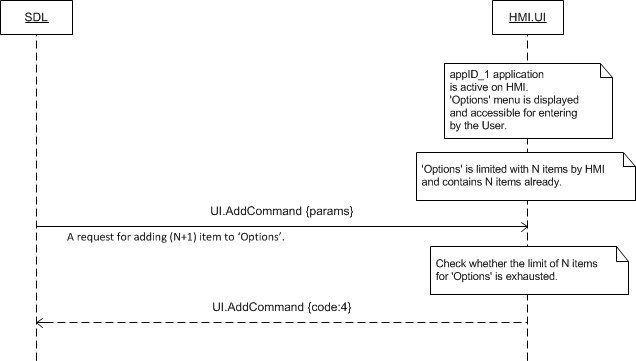 SDL
HMI.UI
appID_1 application
is active on HMI.
'Options' menu is displayed
and accessible for entering
by the User.
'Options' is limited with N items by HMI
and contains N items already.
UI.AddCommand {params}
A request for adding (N+1) item to ‘Options’.
Check whether the limit of N items
for 'Options' is exhausted.
UI.AddCommand {code:4}